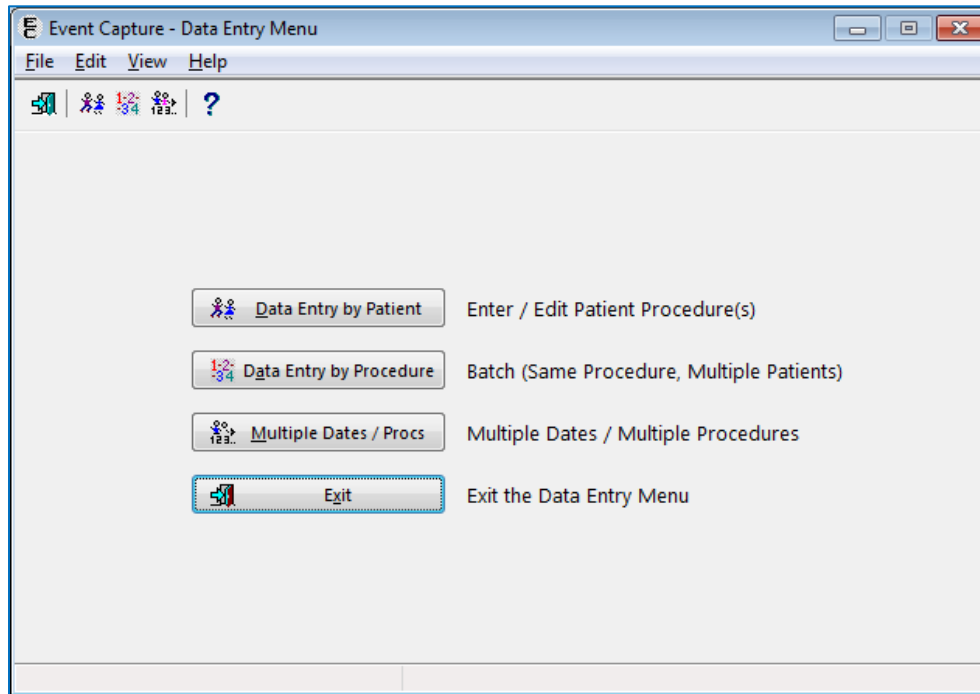 Event Capture - Data Entry Menu
File Edit View Help
Data Entry by Patient Enter / Edit Patient Procedure(s)
Data Entry by Procedure Batch (Same Procedure, Multiple Patients)
Multiple Dates / Procs Multiple Dates / Multiple Procedures
Exit Exit the Data Entry Menu